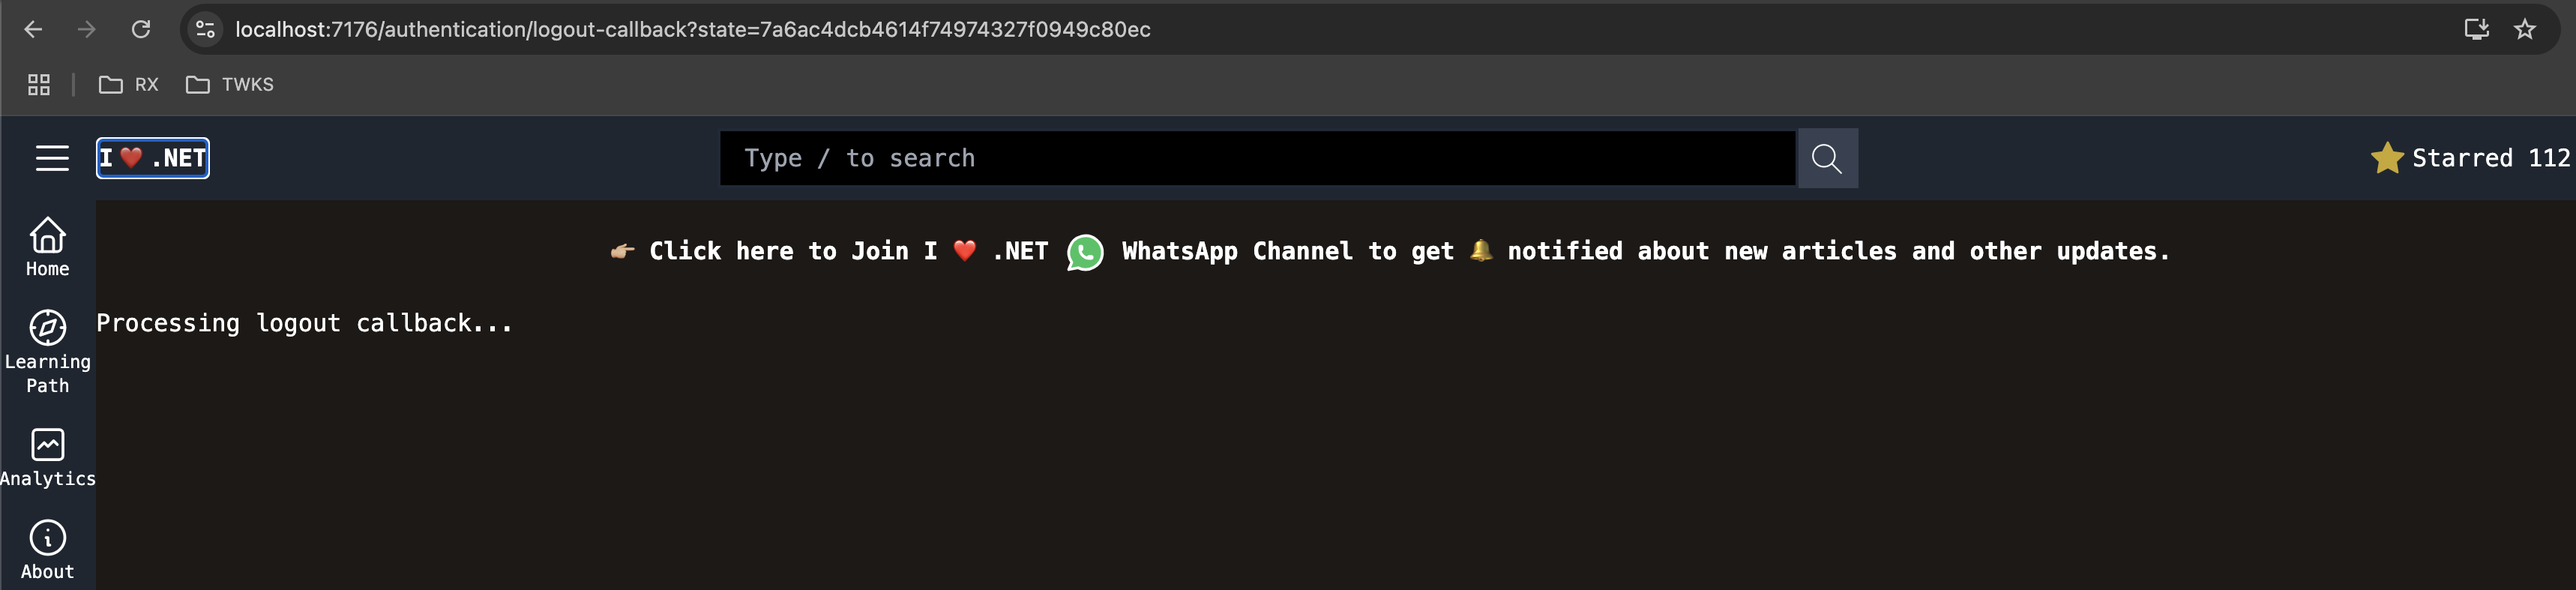 localhost:7176/authentication/logout-callback?state=7a6ac4dcb4614f74974327f0949c80ec
RX TWKS
I ❤️ .NET Type / to search Starred 112
👉🏼 Click here to Join I ❤️ .NET WhatsApp Channel to get 🔔 notified about new articles and other updates.
Home
Processing logout callback...
Learning
Path
Analytics
About